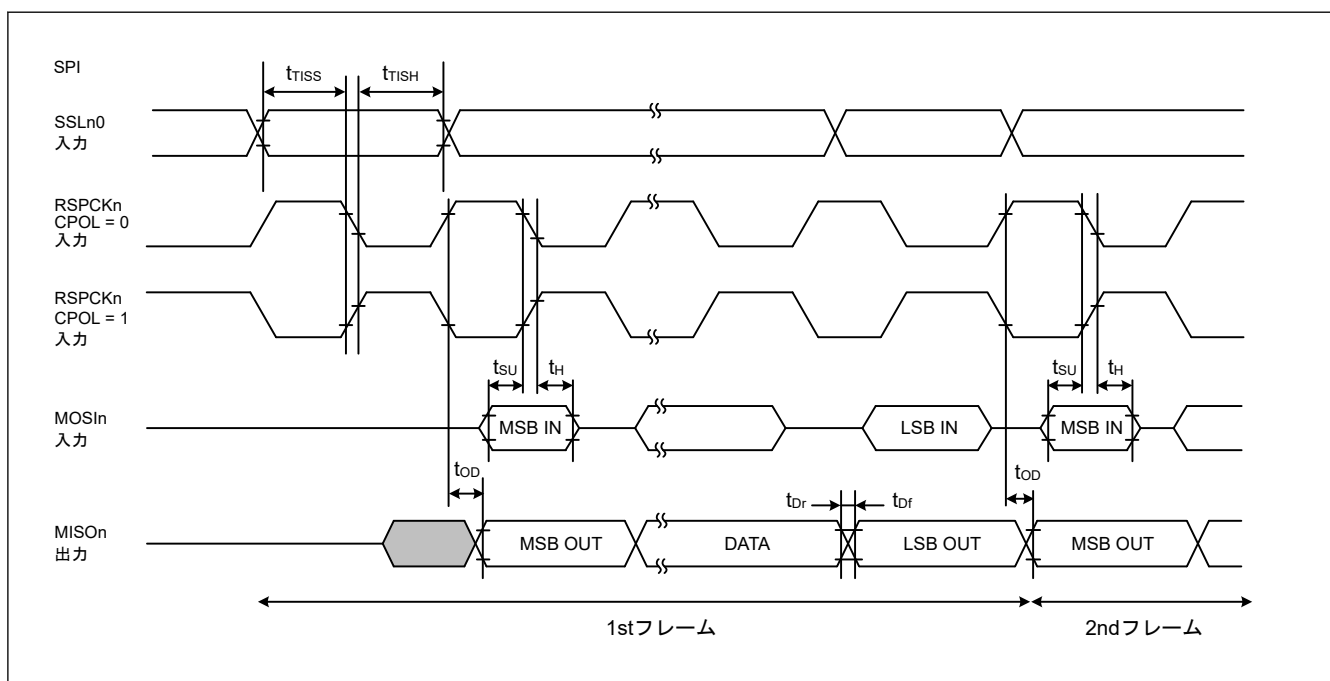 SPI
tTISS
tTISH
SSLn0
入力
RSPCKn
CPOL = 0
入力
RSPCKn
CPOL = 1
入力
tSU
tH
tSU
tH
MOSIn
入力
MSB IN
LSB IN
MSB IN
tOD
tDr
tDf
tOD
MISOn
出力
MSB OUT
DATA
LSB OUT
MSB OUT
1stフレーム
2ndフレーム